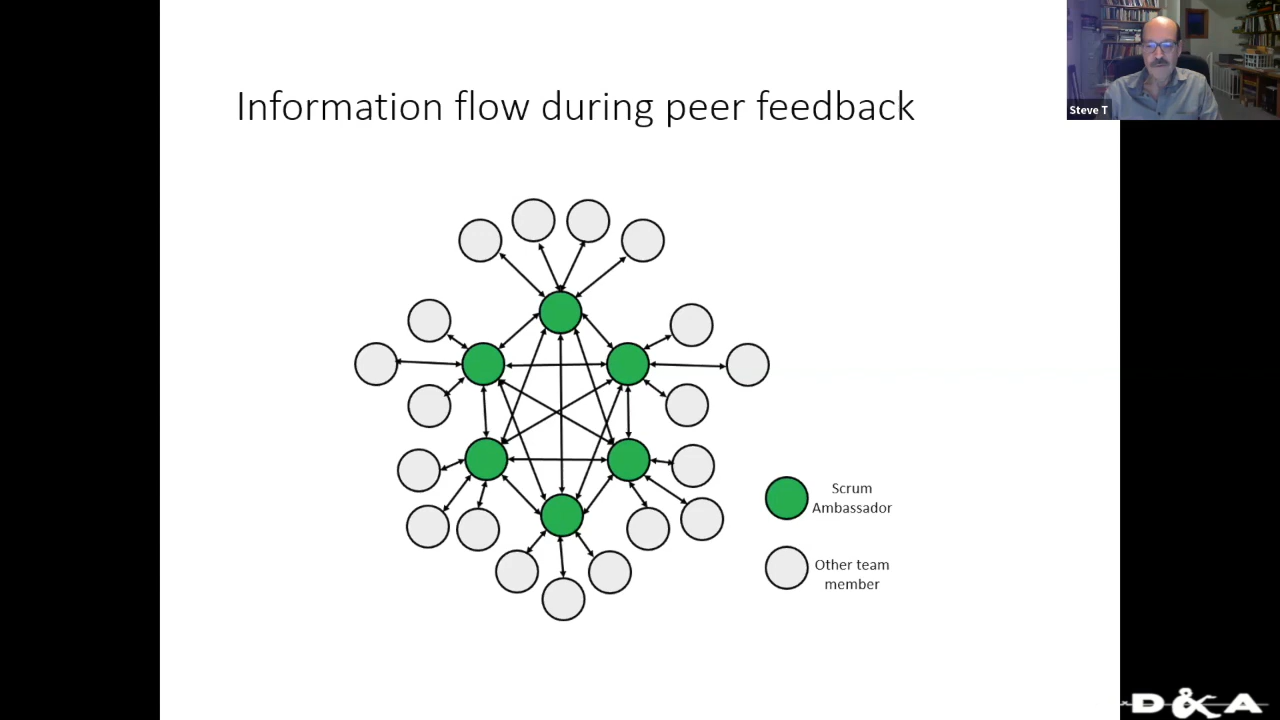 Information flow during peer feedback
Steve T
Scrum
Ambassador
Other team
member
D&A